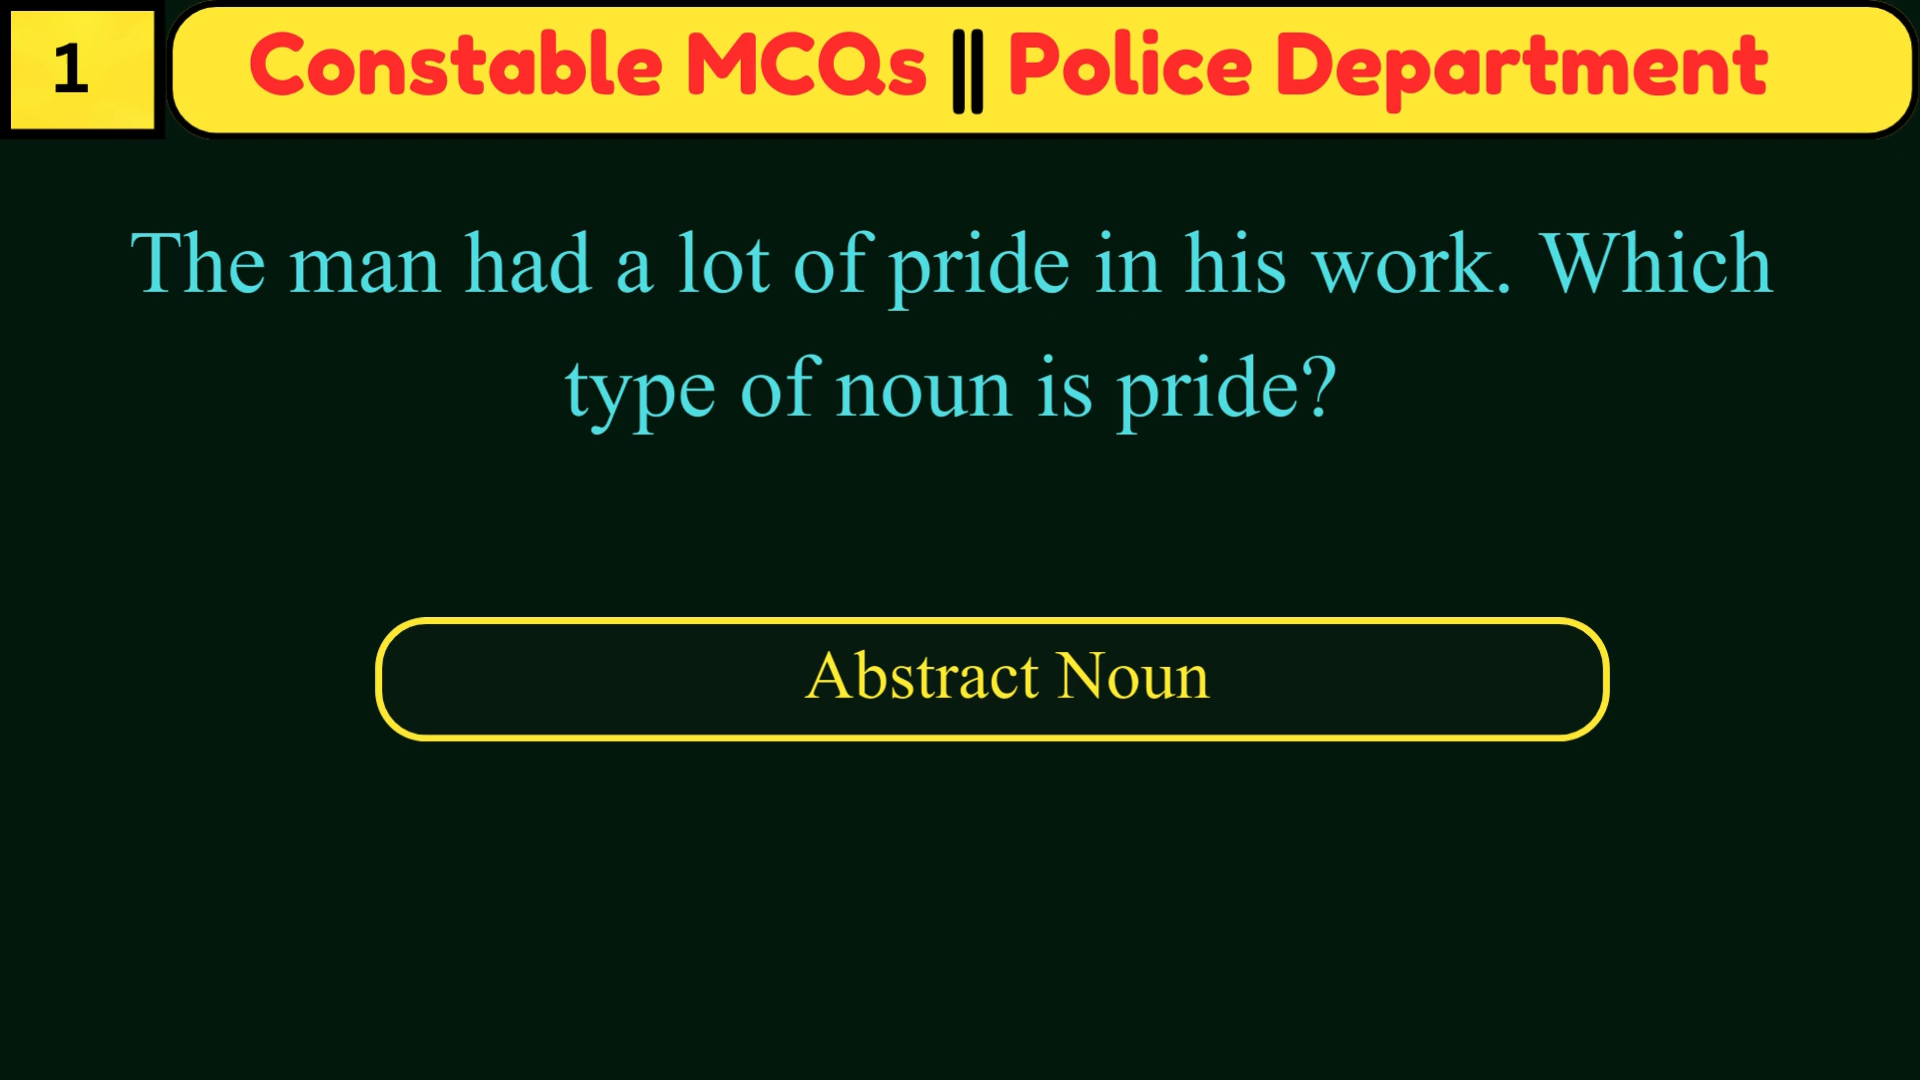 1
Constable MCQs || Police Department
The man had a lot of pride in his work. Which
type of noun is pride?
Abstract Noun